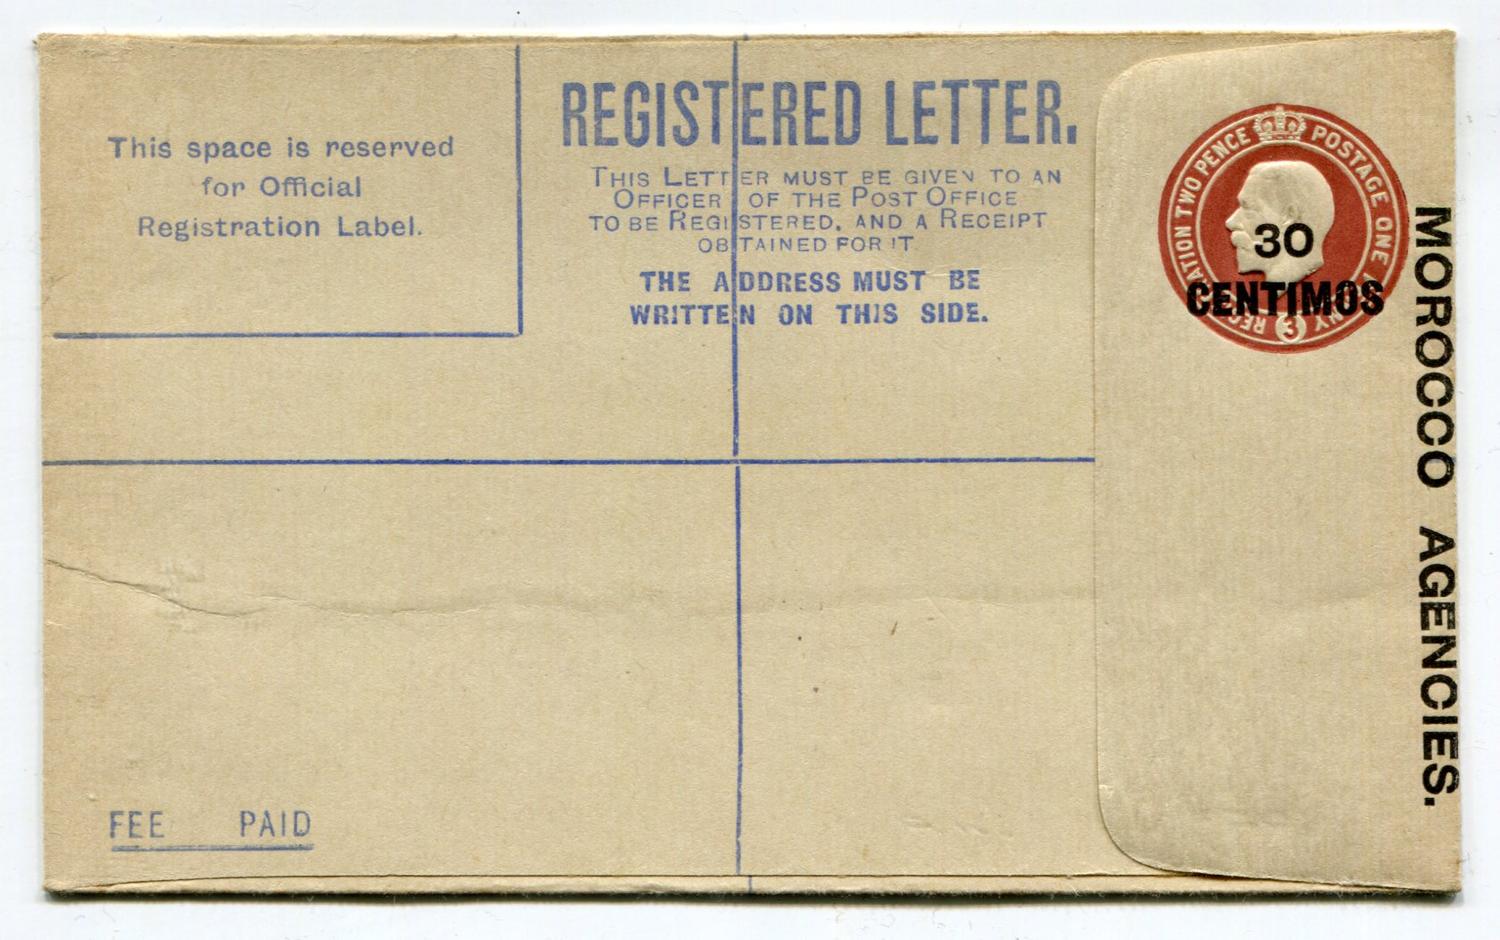 This space is reserved
for Official
Registration Label.
REGISTERED LETTER.
THIS LETTER MUST BE GIVEN TO AN
OFFICER OF THE POST OFFICE
TO BE REGISTERED, AND A RECEIPT
OBTAINED FOR IT
THE ADDRESS MUST BE
WRITTEN ON THIS SIDE.
POSTAGE ONE
TWO PENCE
3
30
CENTIMOS
MOROCCO AGENCIES.
FEE PAID